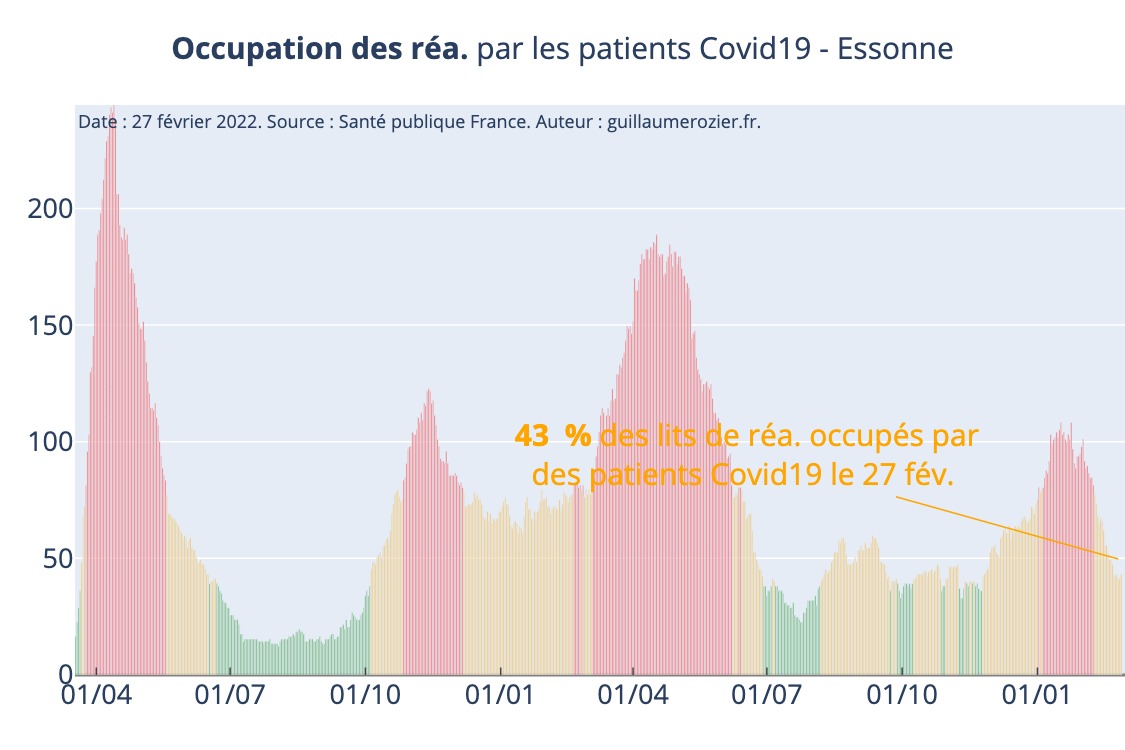 Occupation des réa. par les patients Covid19 - Essonne
Date : 27 février 2022. Source : Santé publique France. Auteur : guillaumerozier.fr.
200
150
100
50
0
43 % des lits de réa. occupés par
des patients Covid19 le 27 fév.
01/04 01/07 01/10 01/01 01/04 01/07 01/10 01/01